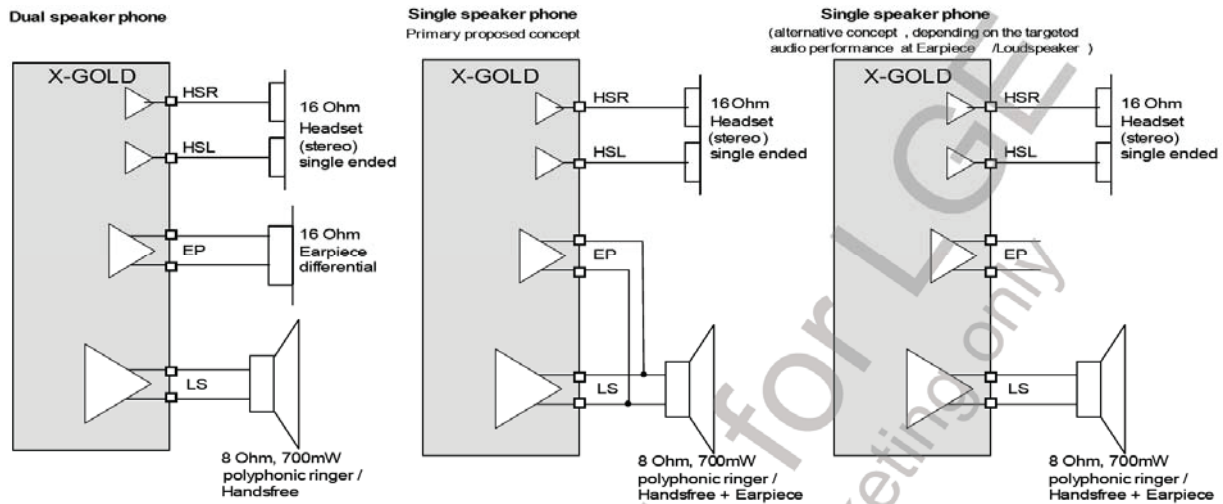 Dual speaker phone
X-GOLD
HSR
HSL
16 Ohm
Headset
(stereo)
single ended
EP
16 Ohm
Earpiece
differential
LS
8 Ohm, 700mW
polyphonic ringer /
Handsfree
Single speaker phone
Primary proposed concept
X-GOLD
HSR
HSL
16 Ohm
Headset
(stereo)
single ended
EP
LS
8 Ohm, 700mW
polyphonic ringer /
Handsfree + Earpiece
Single speaker phone
(alternative concept , depending on the targeted
audio performance at Earpiece /Loudspeaker )
X-GOLD
HSR
HSL
16 Ohm
Headset
(stereo)
single ended
EP
LS
8 Ohm, 700mW
polyphonic ringer /
Handsfree + Earpiece
for LGE
only